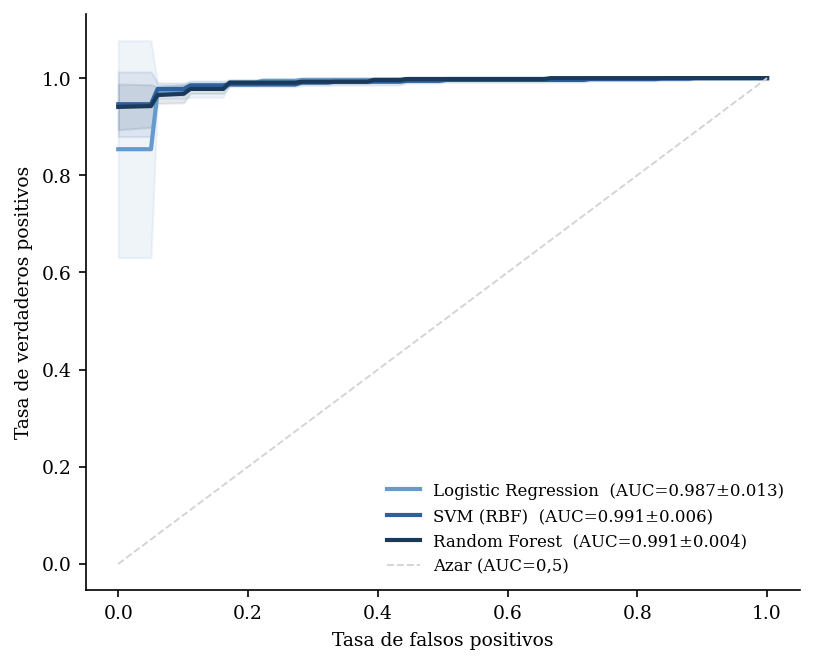 Tasa de verdaderos positivos
1.0
0.8
0.6
0.4
0.2
0.0
Logistic Regression (AUC=0.987±0.013)
SVM (RBF) (AUC=0.991±0.006)
Random Forest (AUC=0.991±0.004)
Azar (AUC=0,5)
0.0 0.2 0.4 0.6 0.8 1.0
Tasa de falsos positivos